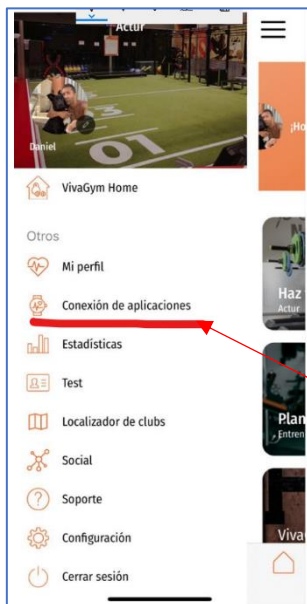 Actur
Daniel
¡Ho
VivaGym Home
Otros
Mi perfil
Conexión de aplicaciones
Haz
Actur
Estadísticas
Test
Localizador de clubs
Plan
Entren
Social
Soporte
Configuración
Viva
Cerrar sesión